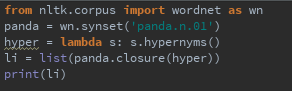 from nltk.corpus import wordnet as wn
panda = wn.synset('panda.n.01')
hyper = lambda s: s.hypernyms()
li = list(panda.closure(hyper))
print(li)